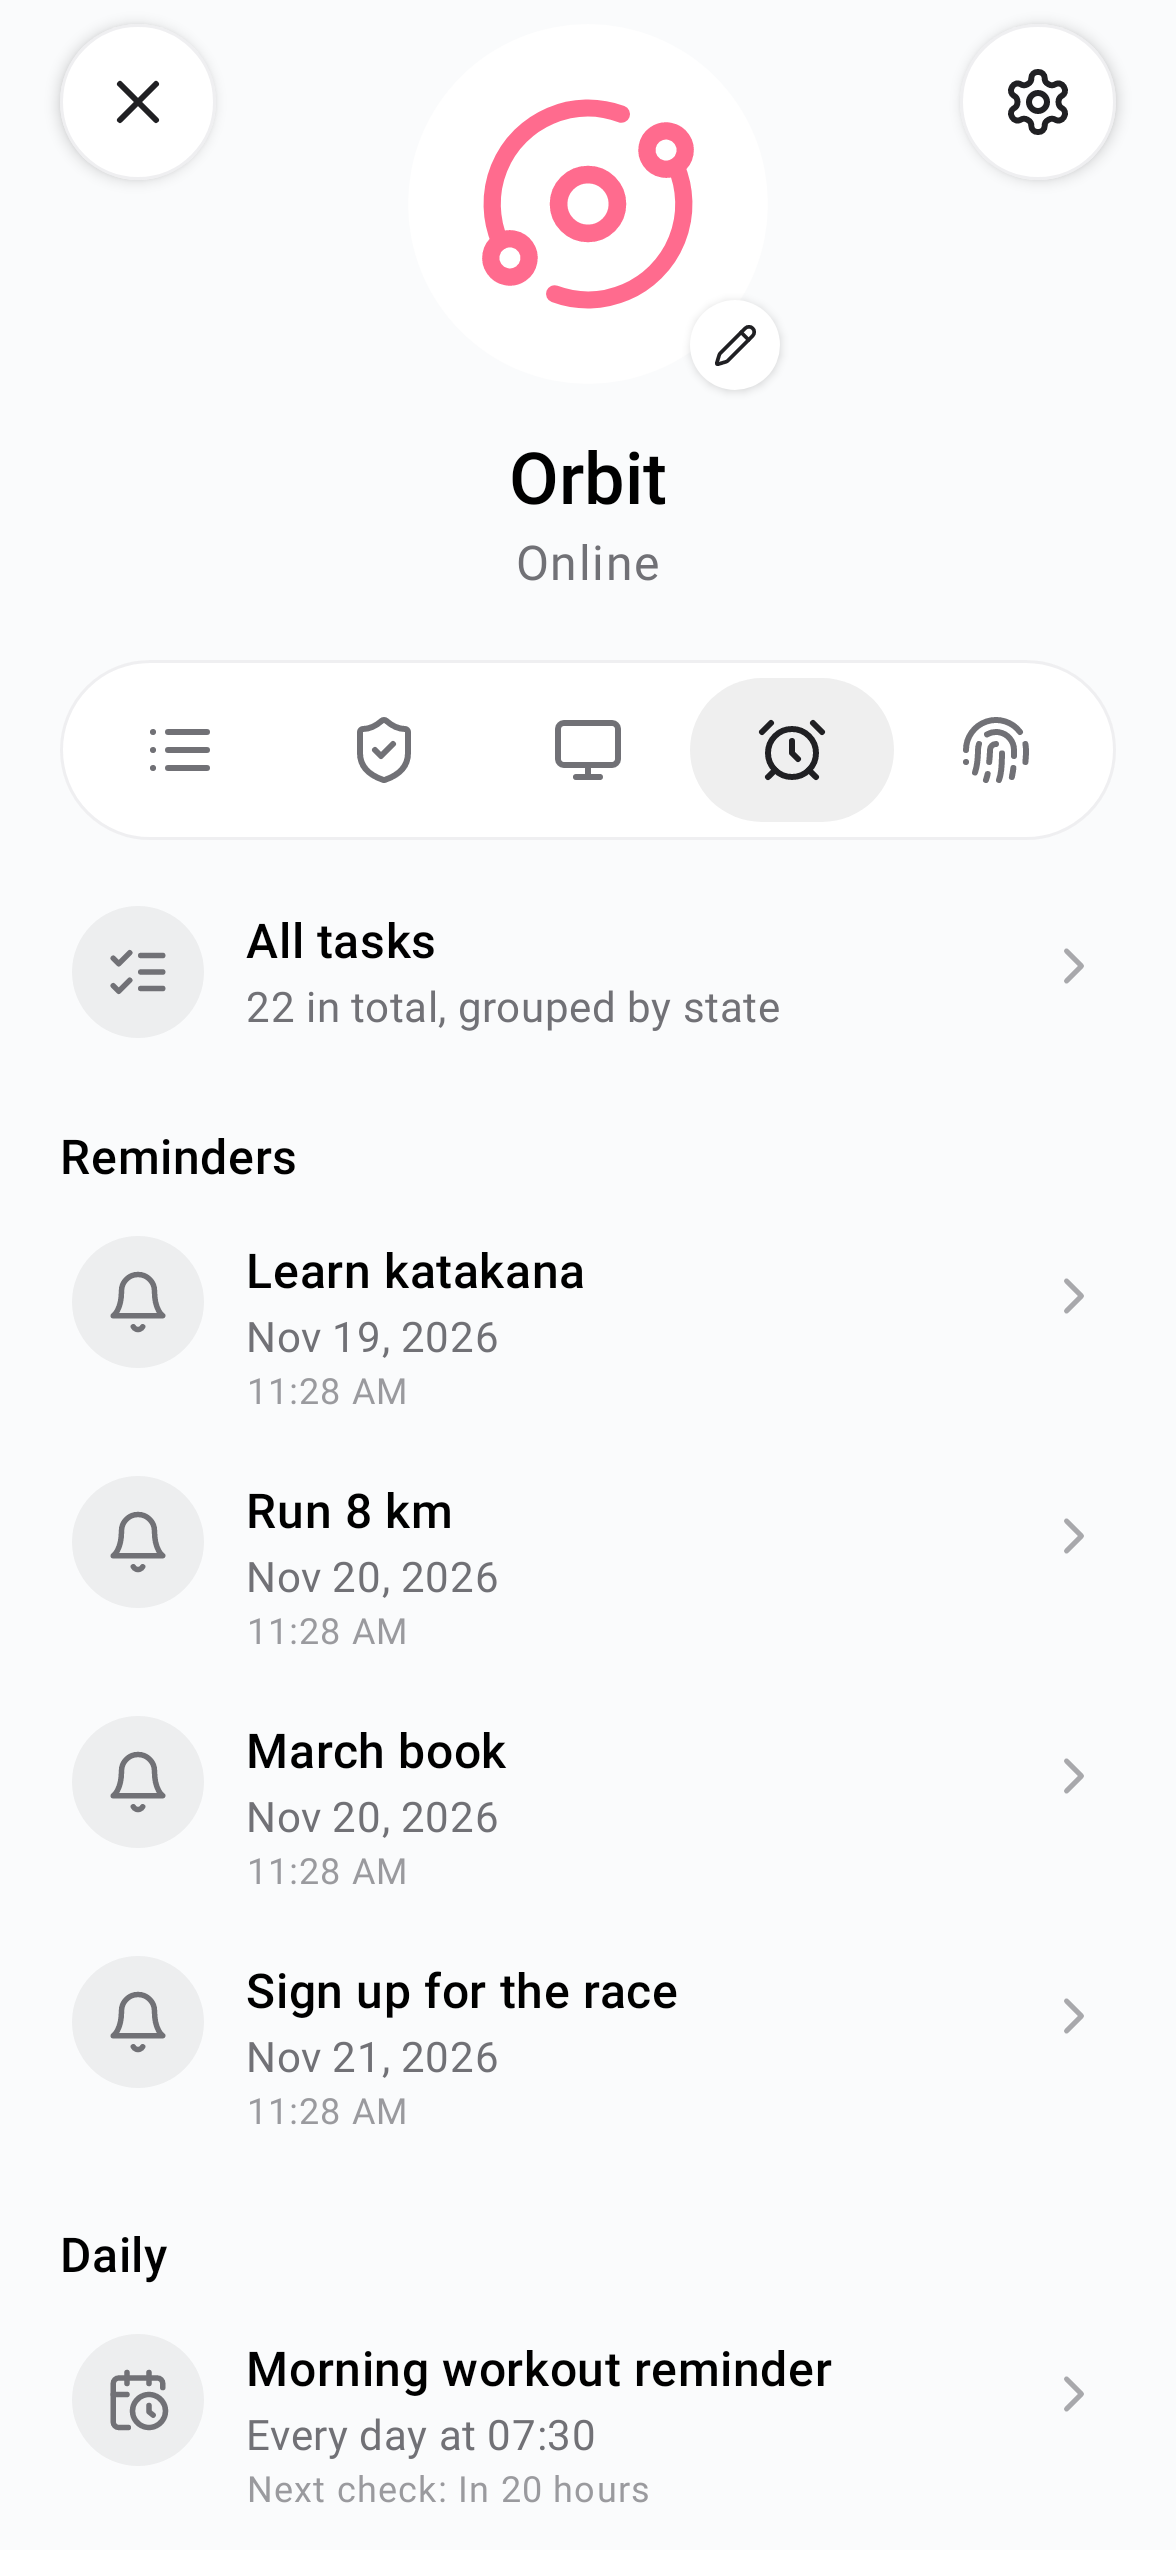 Orbit
Online
All tasks
22 in total, grouped by state
Reminders
Learn katakana
Nov 19, 2026
11:28 AM
Run 8 km
Nov 20, 2026
11:28 AM
March book
Nov 20, 2026
11:28 AM
Sign up for the race
Nov 21, 2026
11:28 AM
Daily
Morning workout reminder
Every day at 07:30
Next check: In 20 hours